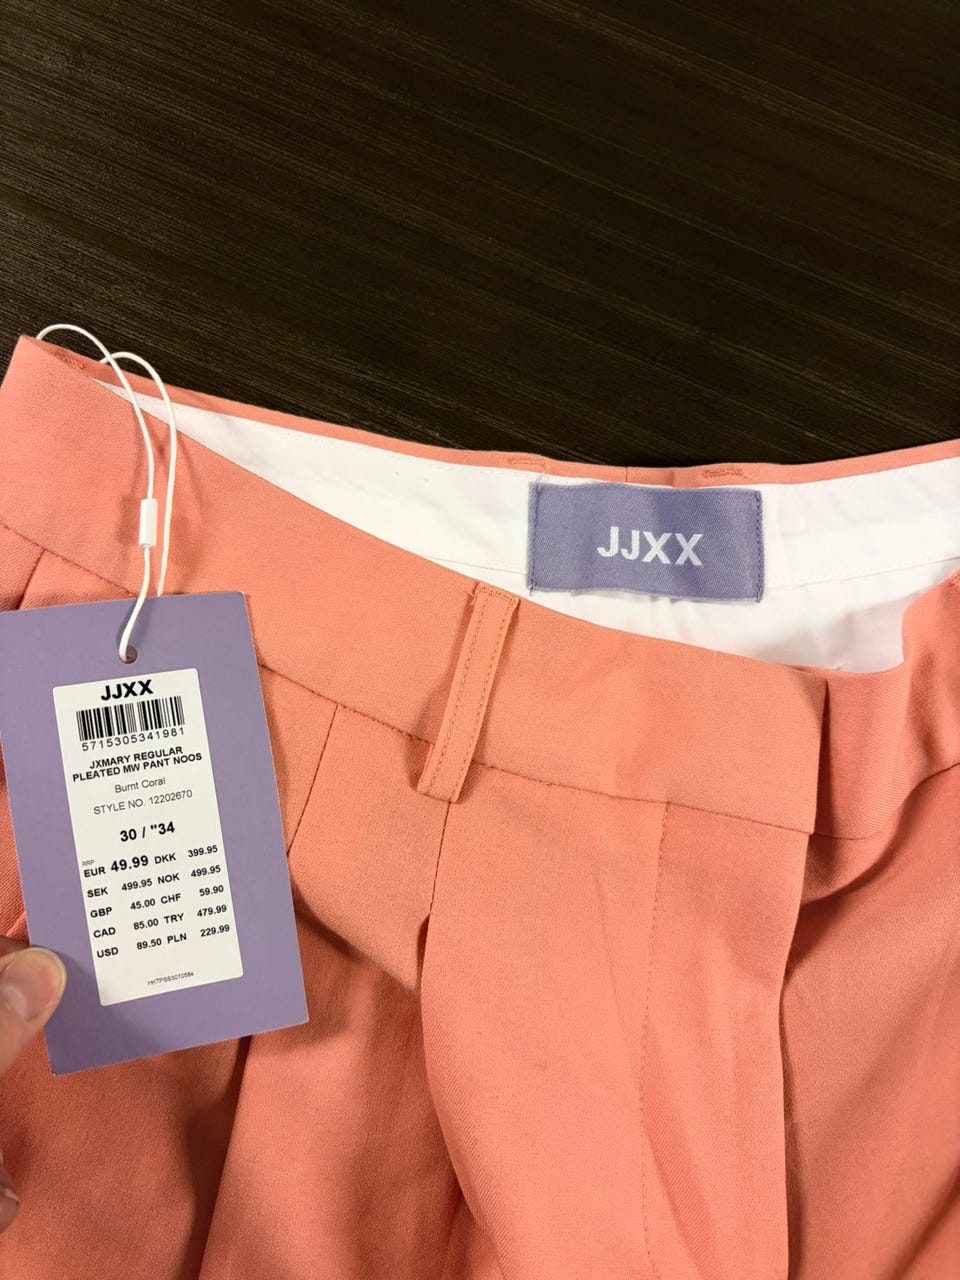 JJXX
JJXX
5715305341981
JXMARY REGULAR
PLEATED MW PANT NOOS
Burnt Coral
STYLE NO. 12202670
30 / "34
RRP
EUR 49.99 DKK 399.95
SEK 499.95 NOK 499.95
GBP 45.00 CHF 59.90
CAD 85.00 TRY 479.99
USD 89.50 PLN 229.99